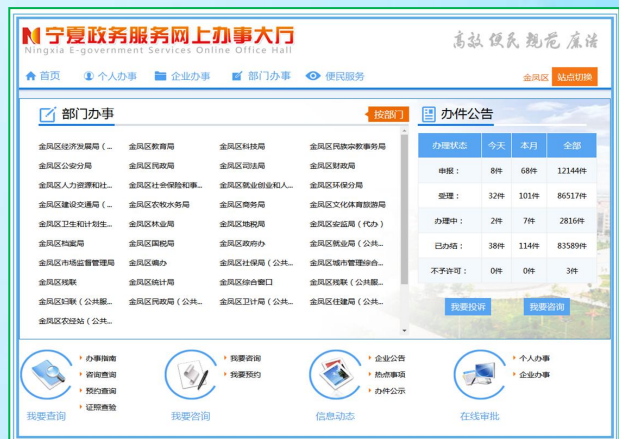 宁夏政务服务网上办事大厅
Ningxia E-government Services Online Office Hall
高效 便民 规范 廉洁
首页 个人办事 企业办事 部门办事 便民服务
金凤区 站点切换
部门办事 按部门
金凤区经济发展局（... 金凤区教育局 金凤区科技局 金凤区民族宗教事务局
金凤区公安分局 金凤区民政局 金凤区司法局 金凤区财政局
金凤区人力资源和社... 金凤区社会保险和事... 金凤区就业创业和人... 金凤区环保分局
金凤区建设交通局（... 金凤区农牧水务局 金凤区商务局 金凤区文化体育旅游局
金凤区卫生和计划生... 金凤区林业局 金凤区地税局 金凤区安监局（代办）
金凤区档案局 金凤区国税局 金凤区政府办 金凤区就业局（公共...
金凤区市场监督管理局 金凤区编办 金凤区社保局（公共... 金凤区城市管理综合...
金凤区残联 金凤区统计局 金凤区综合窗口 金凤区残联（公共服...
金凤区妇联（公共服... 金凤区民政局（公共... 金凤区卫计局（公共... 金凤区住建局（公共...
金凤区农经站（公共...
办件公告
办理状态 今天 本月 全部
申报： 8件 68件 12144件
受理： 32件 101件 86517件
办理中： 2件 7件 2816件
已办结： 38件 114件 83589件
不予许可： 0件 0件 3件
我要投诉 我要咨询
办事指南
咨询查询
预约查询
证照查验
我要查询
我要咨询
我要预约
我要咨询
企业公告
热点事项
办件公示
信息动态
个人办事
企业办事
在线审批